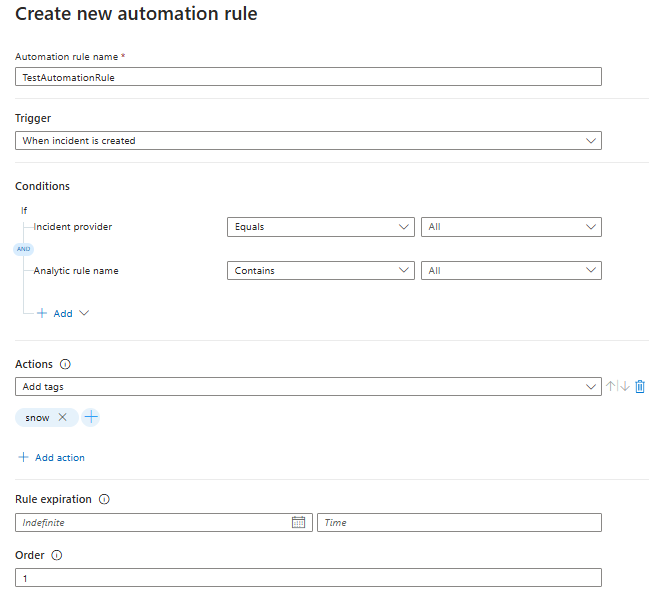 Create new automation rule
Automation rule name *
TestAutomationRule
Trigger
When incident is created
Conditions
If
Incident provider Equals All
AND
Analytic rule name Contains All
+ Add
Actions
Add tags
snow
+ Add action
Rule expiration
Indefinite Time
Order
1